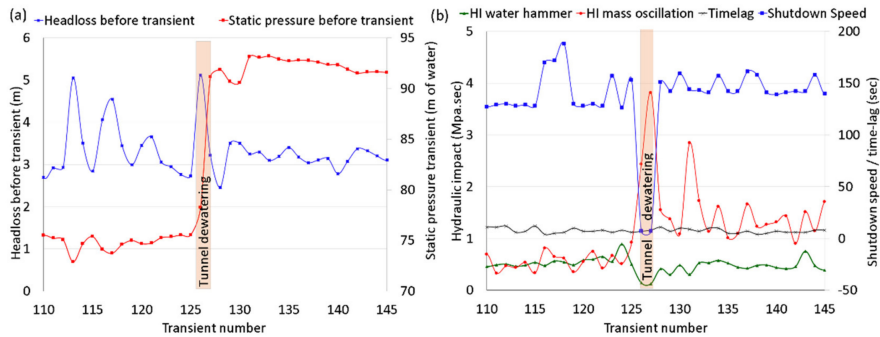 (a)
Headloss before transient
Static pressure before transient
Headloss before transient (m)
6
5
4
3
2
1
0
Tunnel dewatering
95
90
85
80
75
70
Static pressure transient (m of water)
110 115 120 125 130 135 140 145
Transient number
(b)
HI water hammer
HI mass oscillation
Timelag
Shutdown Speed
Hydraulic impact (Mpa.sec)
5
4
3
2
1
0
Tunnel dewatering
200
150
100
50
0
-50
Shutdown speed / time-lag (sec)
110 115 120 125 130 135 140 145
Transient number